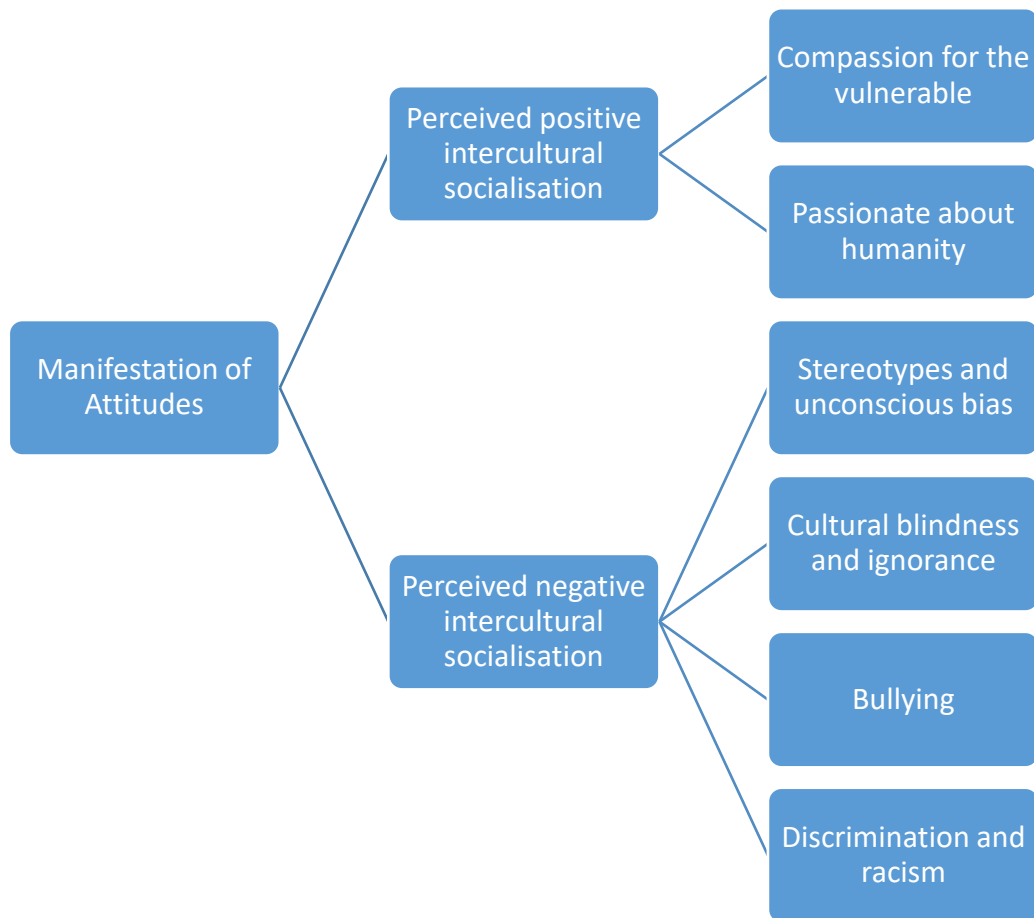 Manifestation of
Attitudes
Perceived positive
intercultural
socialisation
Compassion for the
vulnerable
Passionate about
humanity
Perceived negative
intercultural
socialisation
Stereotypes and
unconscious bias
Cultural blindness
and ignorance
Bullying
Discrimination and
racism